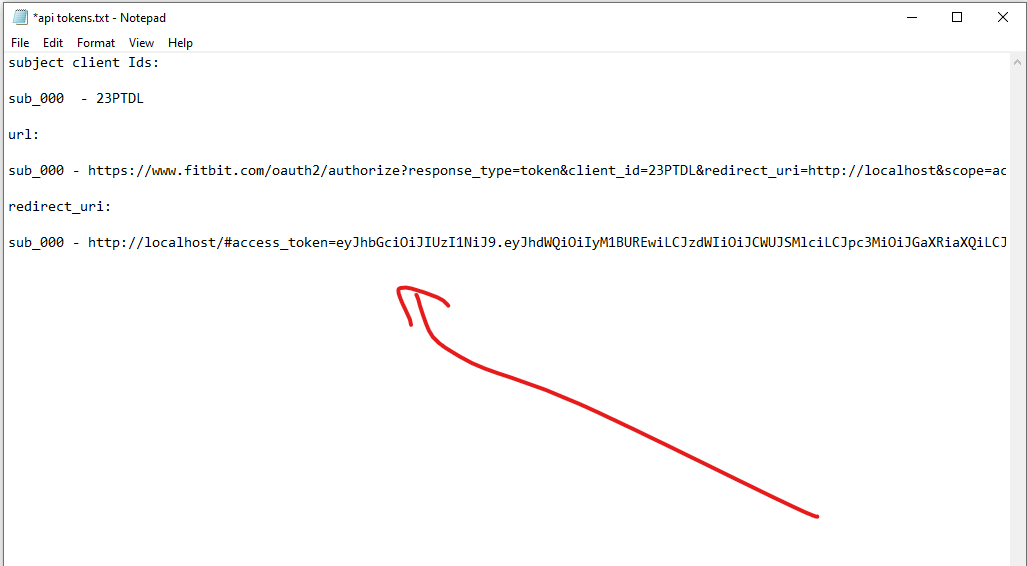 *api tokens.txt - Notepad
File Edit Format View Help
subject client Ids:
sub_000  - 23PTDL
url:
sub_000 - https://www.fitbit.com/oauth2/authorize?response_type=token&client_id=23PTDL&redirect_uri=http://localhost&scope=ac
redirect_uri:
sub_000 - http://localhost/#access_token=eyJhbGciOiJIUzI1NiJ9.eyJhdWQiOiIyM1BUREwiLCJzdWIiOiJCWUJSMlciLCJpc3MiOiJGaXRiaXQiLCJ